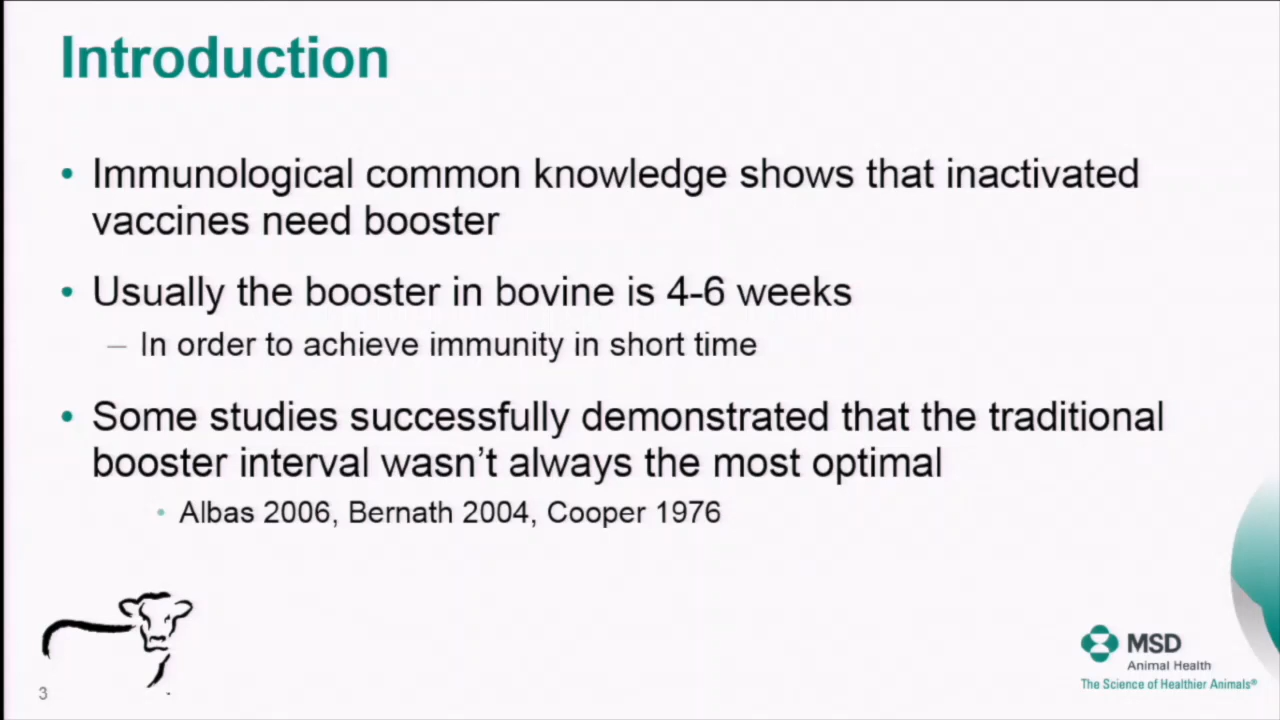 Introduction
• Immunological common knowledge shows that inactivated
vaccines need booster
• Usually the booster in bovine is 4-6 weeks
– In order to achieve immunity in short time
• Some studies successfully demonstrated that the traditional
booster interval wasn’t always the most optimal
• Albas 2006, Bernath 2004, Cooper 1976
3
MSD
Animal Health
The Science of Healthier Animals®